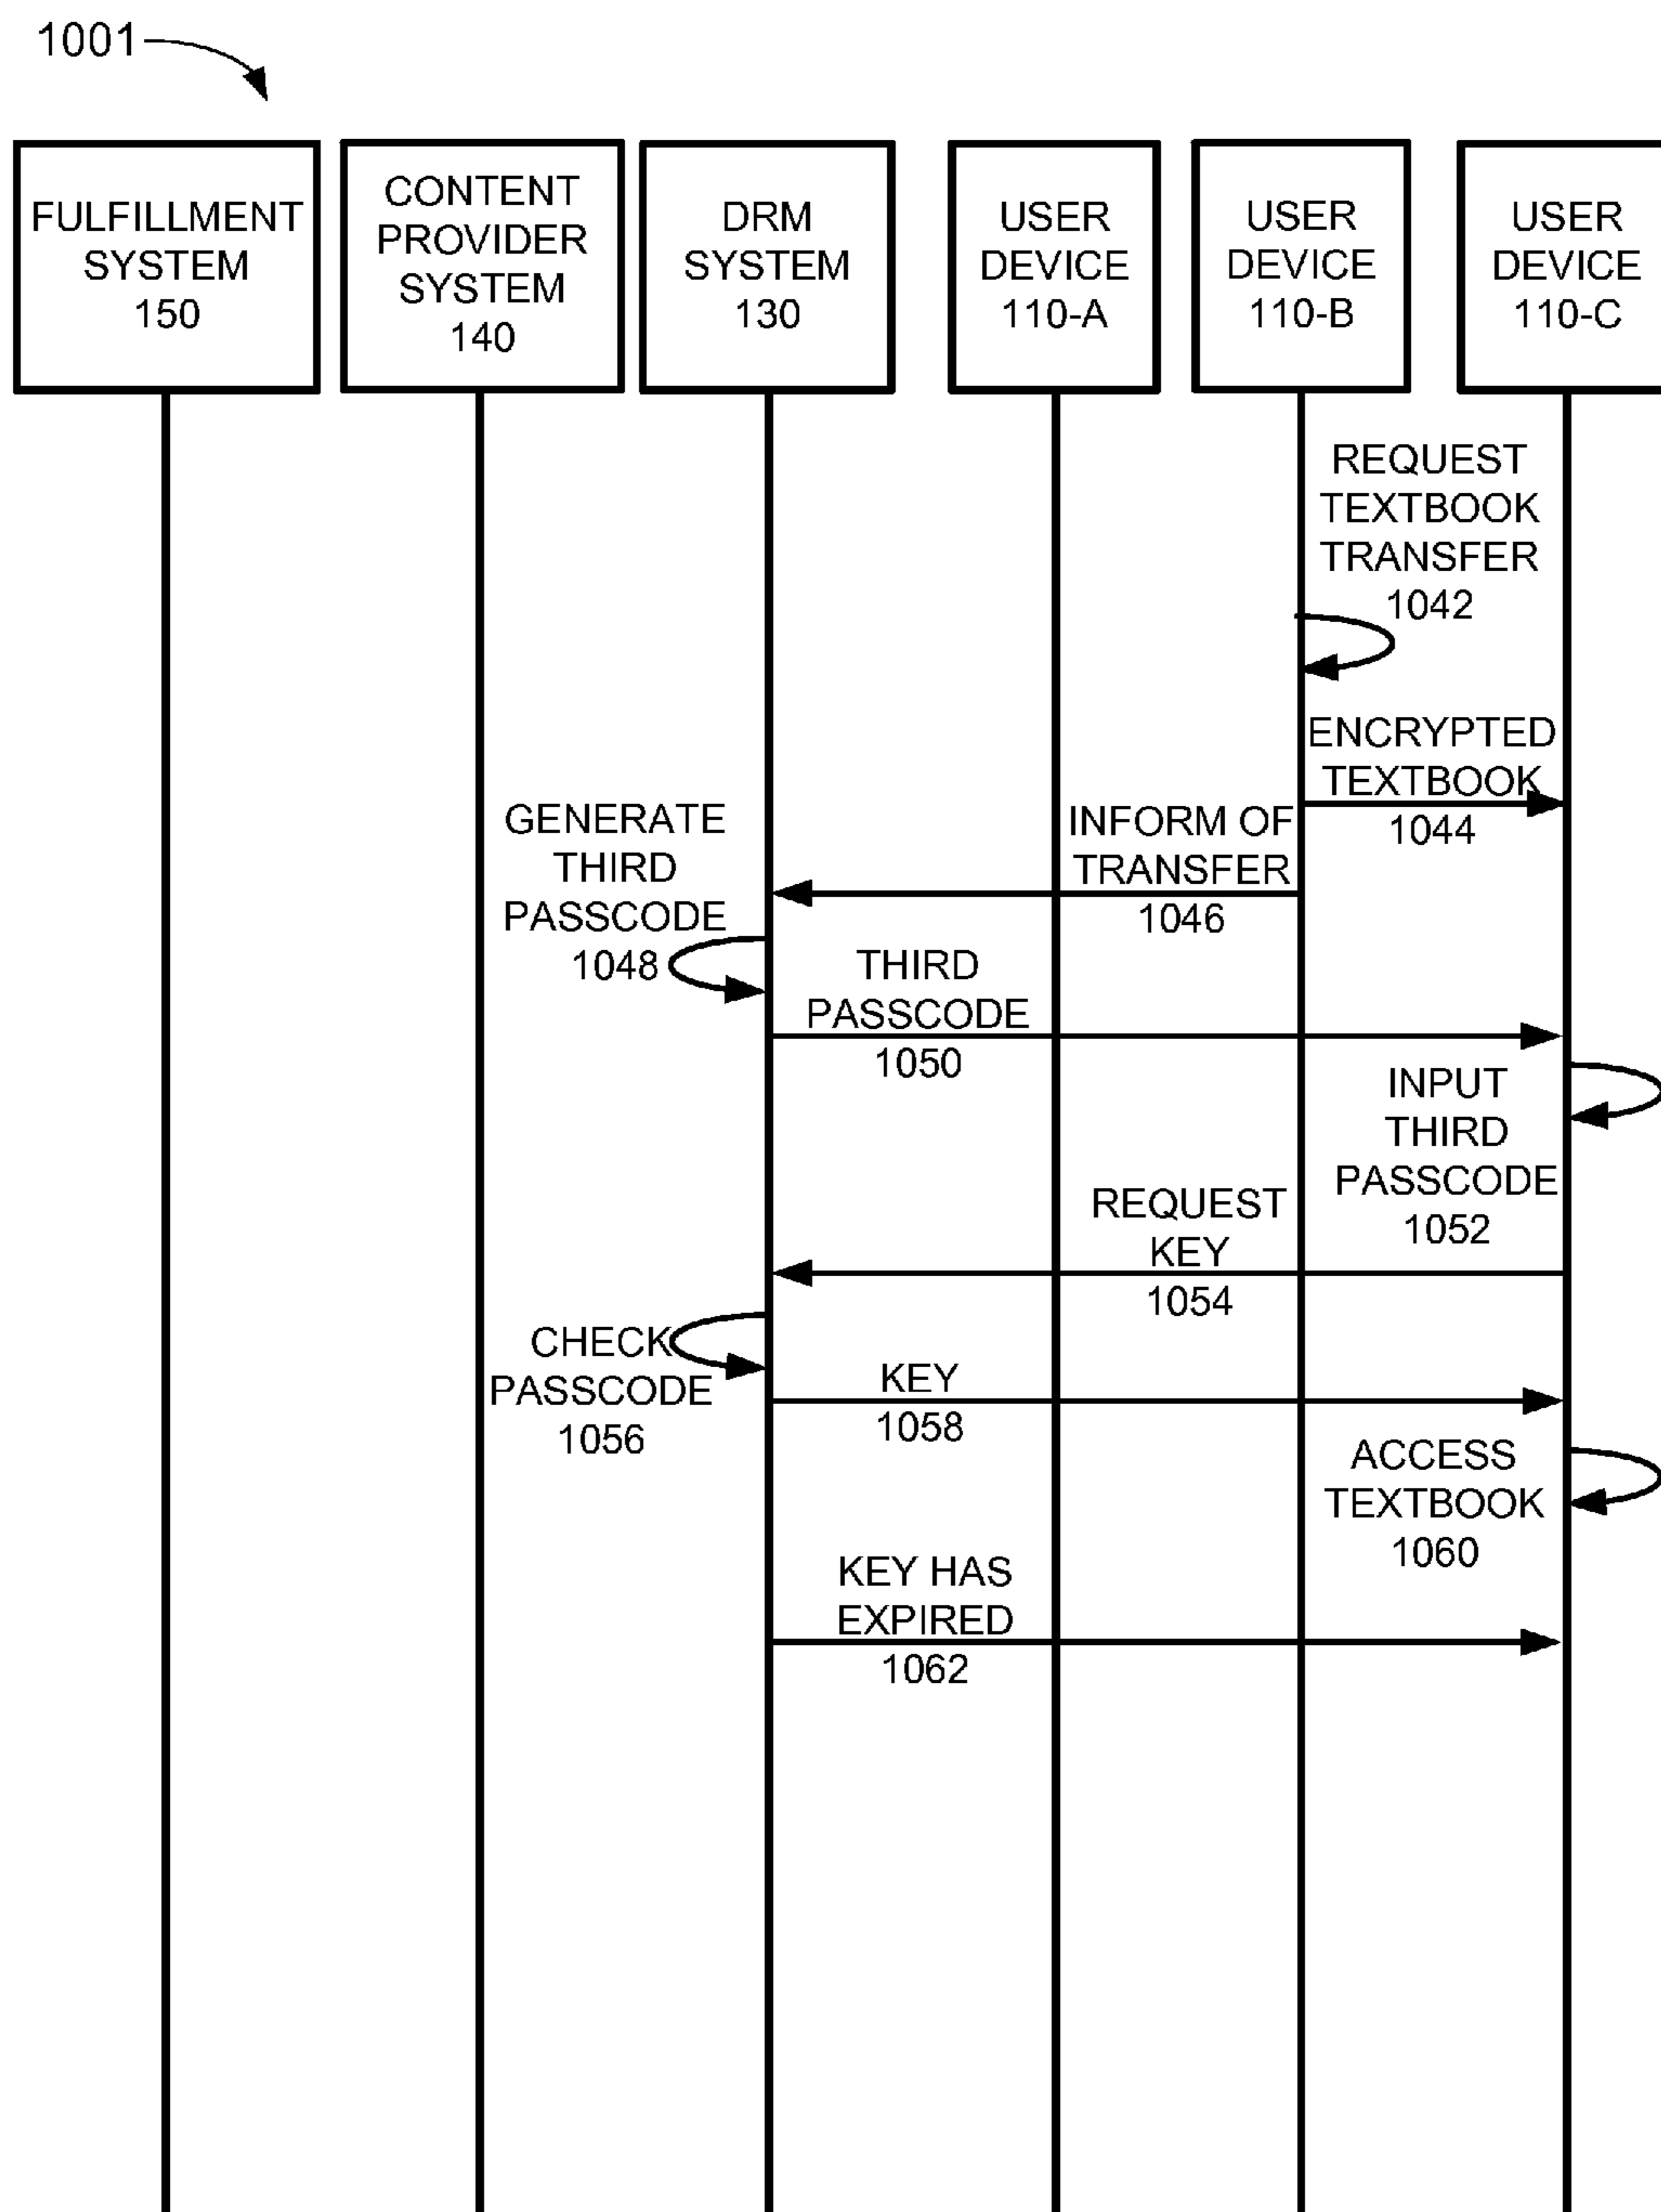 1001
FULFILLMENT
SYSTEM
150
CONTENT
PROVIDER
SYSTEM
140
DRM
SYSTEM
130
USER
DEVICE
110-A
USER
DEVICE
110-B
USER
DEVICE
110-C
REQUEST
TEXTBOOK
TRANSFER
1042
ENCRYPTED
TEXTBOOK
1044
INFORM OF
TRANSFER
1046
GENERATE
THIRD
PASSCODE
1048
THIRD
PASSCODE
1050
INPUT
THIRD
PASSCODE
1052
REQUEST
KEY
1054
CHECK
PASSCODE
1056
KEY
1058
ACCESS
TEXTBOOK
1060
KEY HAS
EXPIRED
1062